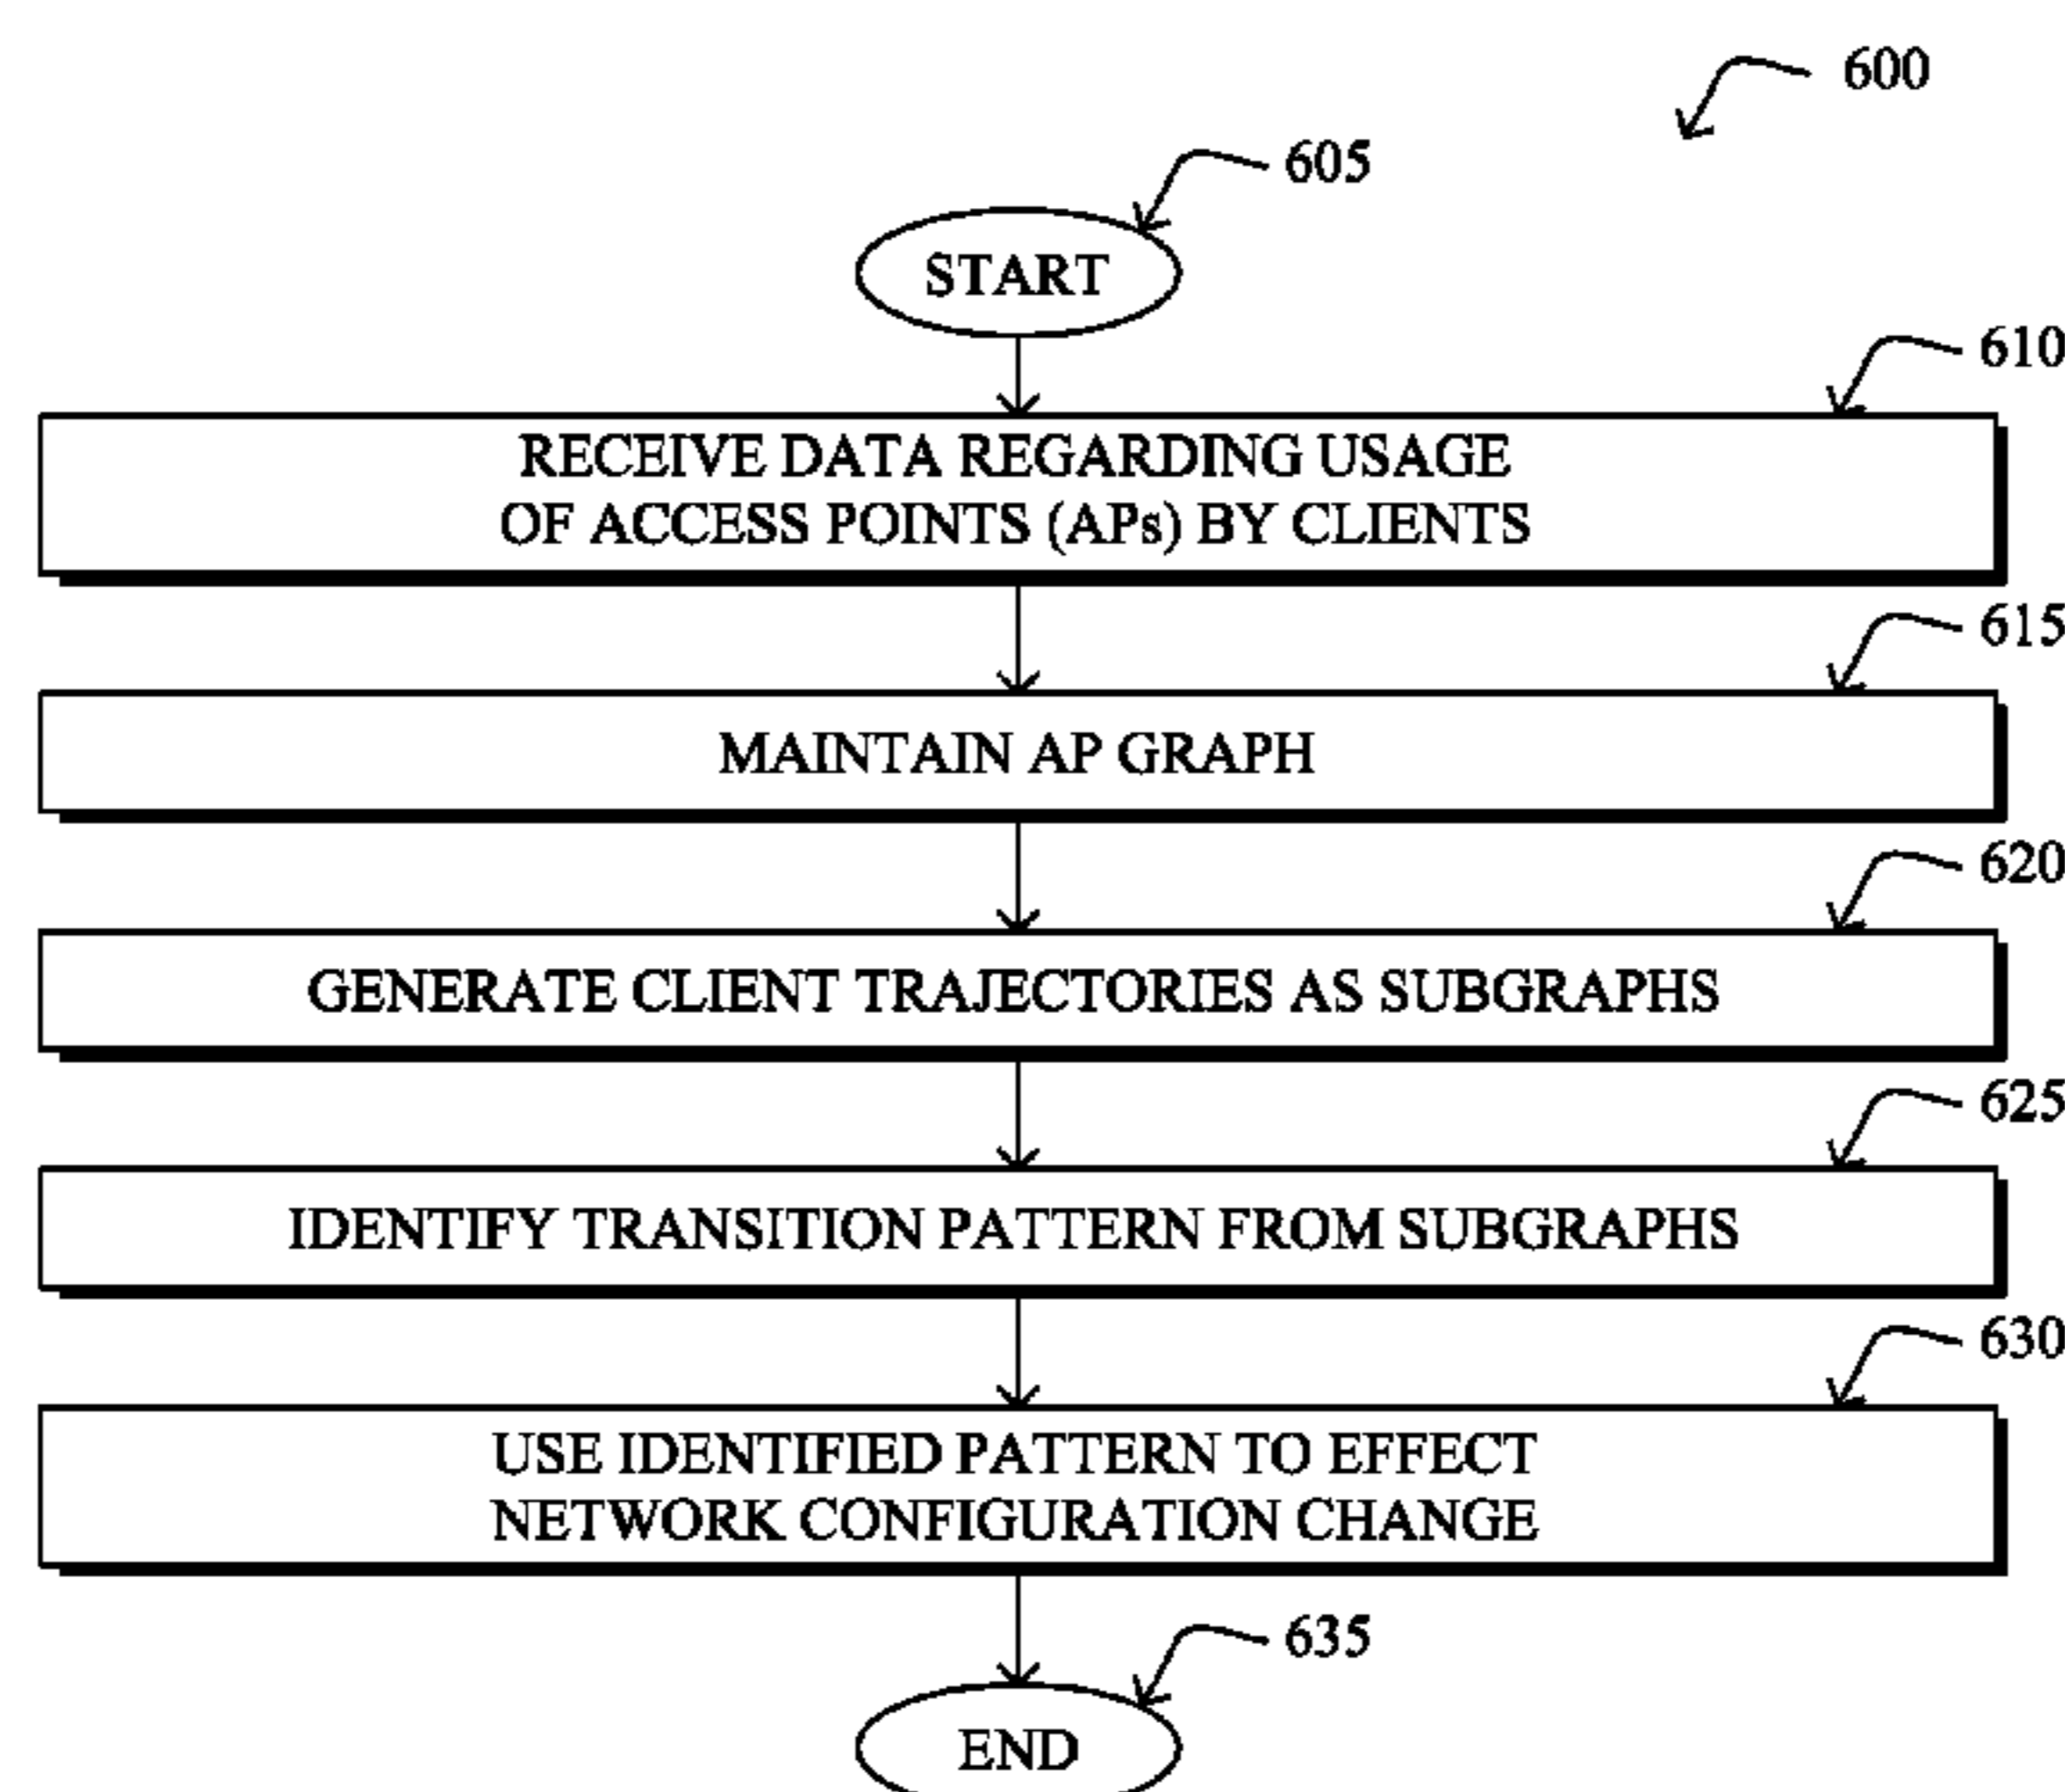 600
605
START
610
RECEIVE DATA REGARDING USAGE
OF ACCESS POINTS (APs) BY CLIENTS
615
MAINTAIN AP GRAPH
620
GENERATE CLIENT TRAJECTORIES AS SUBGRAPHS
625
IDENTIFY TRANSITION PATTERN FROM SUBGRAPHS
630
USE IDENTIFIED PATTERN TO EFFECT
NETWORK CONFIGURATION CHANGE
635
END